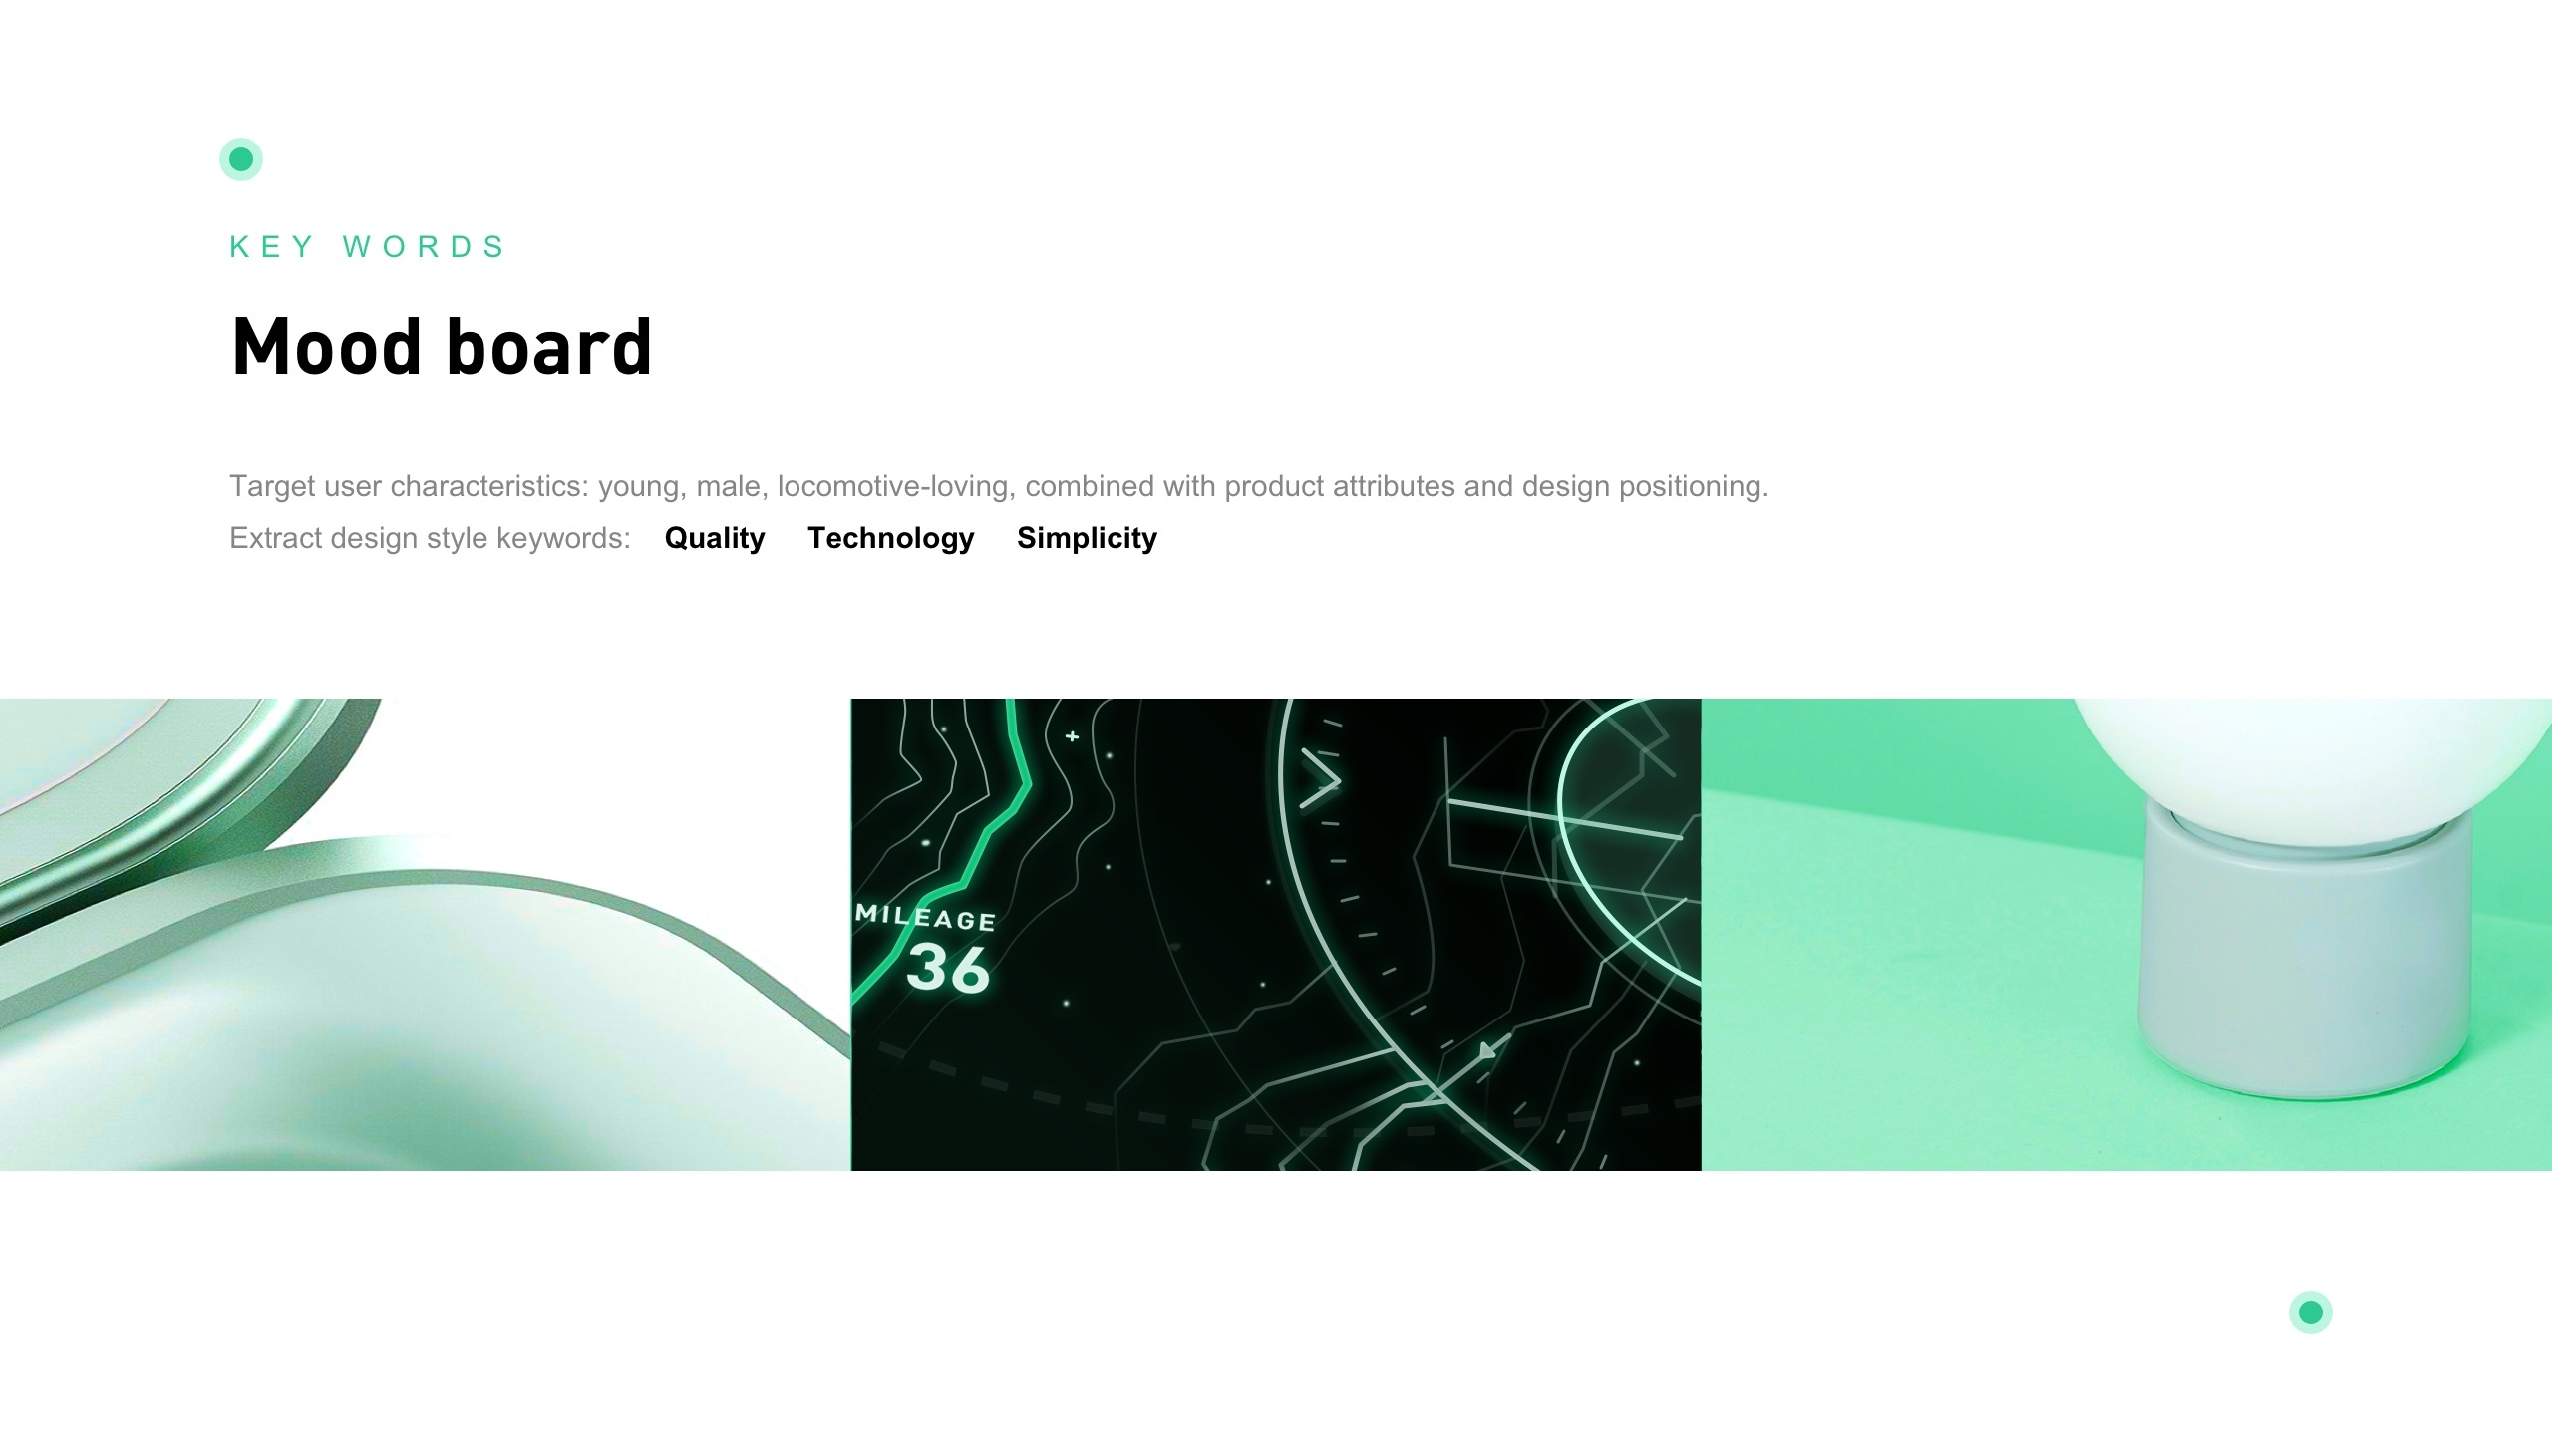 KEY WORDS
Mood board
Target user characteristics: young, male, locomotive-loving, combined with product attributes and design positioning.
Extract design style keywords: Quality Technology Simplicity
MILEAGE
36